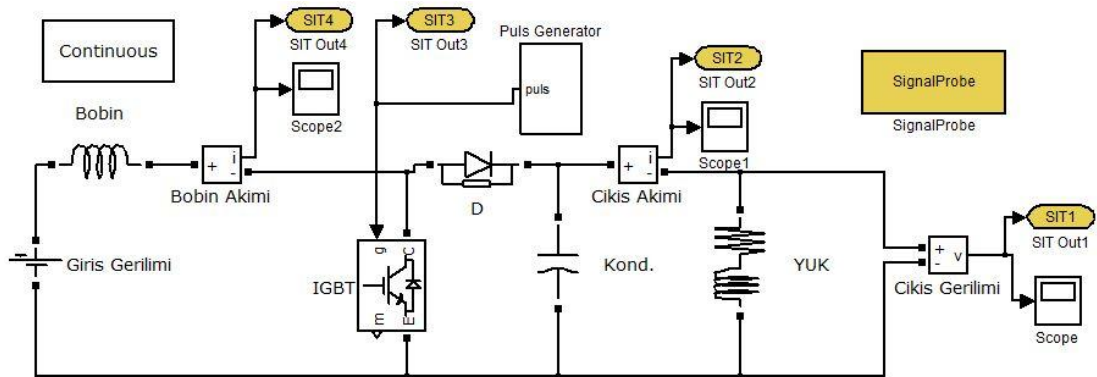 Continuous
SIT4
SIT Out4
SIT3
SIT Out3
Puls Generator
puls
SIT2
SIT Out2
SignalProbe
SignalProbe
Bobin
Scope2
Scope1
i
+
-
Bobin Akimi
D
i
+
-
Cikis Akimi
Giris Gerilimi
IGBT
g
C
m
E
Kond.
YUK
+
-
v
Cikis Gerilimi
SIT1
SIT Out1
Scope